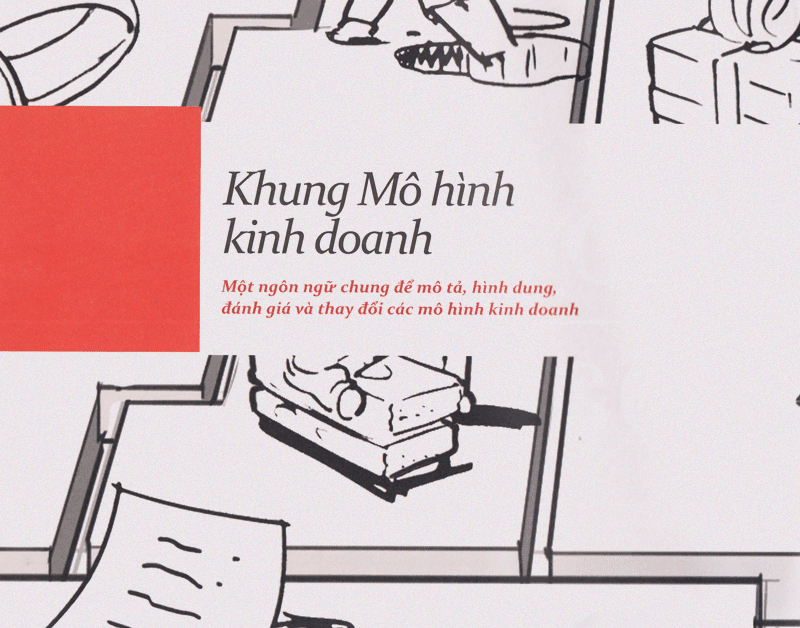 Khung Mô hình
kinh doanh
Một ngôn ngữ chung để mô tả, hình dung,
đánh giá và thay đổi các mô hình kinh doanh